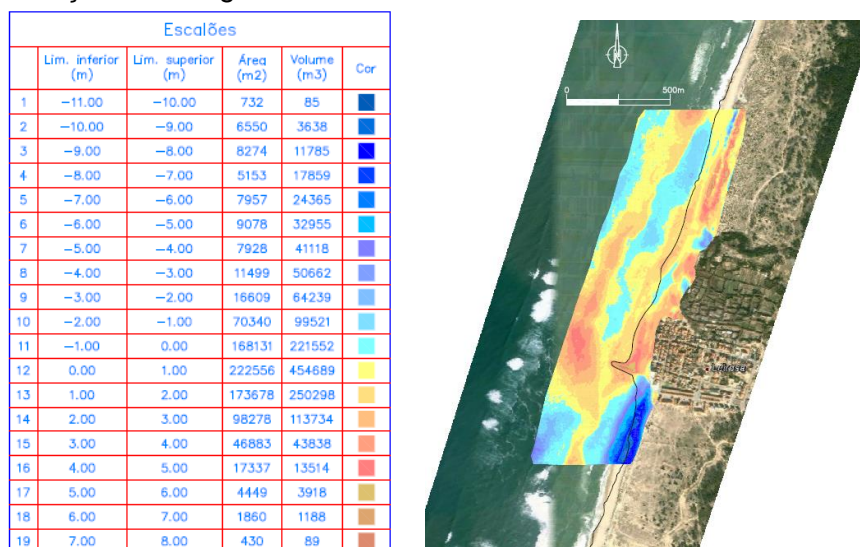 Escalões
Lim. inferior (m) Lim. superior (m) Área (m2) Volume (m3) Cor
1 −11.00 −10.00 732 85
2 −10.00 −9.00 6550 3638
3 −9.00 −8.00 8274 11785
4 −8.00 −7.00 5153 17859
5 −7.00 −6.00 7957 24365
6 −6.00 −5.00 9078 32955
7 −5.00 −4.00 7928 41118
8 −4.00 −3.00 11499 50662
9 −3.00 −2.00 16609 64239
10 −2.00 −1.00 70340 99521
11 −1.00 0.00 168131 221552
12 0.00 1.00 222556 454689
13 1.00 2.00 173678 250298
14 2.00 3.00 98278 113734
15 3.00 4.00 46883 43838
16 4.00 5.00 17337 13514
17 5.00 6.00 4449 3918
18 6.00 7.00 1860 1188
19 7.00 8.00 430 89
0 500m